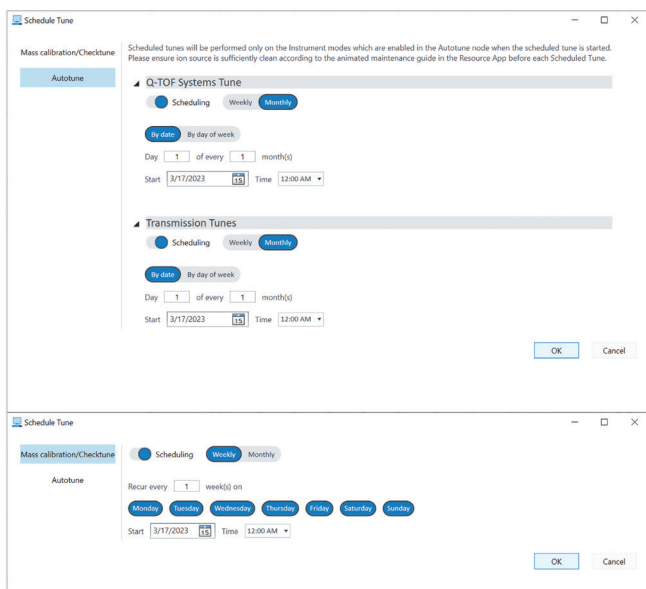 Schedule Tune
Mass calibration/Checktune
Autotune
Scheduled tunes will be performed only on the Instrument modes which are enabled in the Autotune node when the scheduled tune is started.
Please ensure ion source is sufficiently clean according to the animated maintenance guide in the Resource App before each Scheduled Tune.
Q-TOF Systems Tune
Scheduling Weekly Monthly
By date By day of week
Day 1 of every 1 month(s)
Start 3/17/2023 15 Time 12:00 AM
Transmission Tunes
Scheduling Weekly Monthly
By date By day of week
Day 1 of every 1 month(s)
Start 3/17/2023 15 Time 12:00 AM
OK Cancel
Schedule Tune
Mass calibration/Checktune
Autotune
Scheduling Weekly Monthly
Recur every 1 week(s) on
Monday Tuesday Wednesday Thursday Friday Saturday Sunday
Start 3/17/2023 15 Time 12:00 AM
OK Cancel